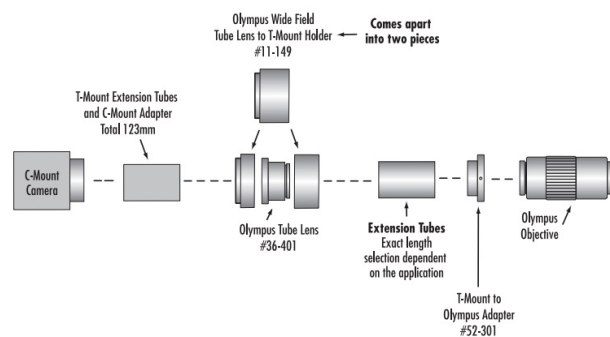 Olympus Wide Field
Tube Lens to T-Mount Holder
#11-149
Comes apart
into two pieces
T-Mount Extension Tubes
and C-Mount Adapter
Total 123mm
C-Mount
Camera
Olympus Tube Lens
#36-401
Extension Tubes
Exact length
selection dependent
on the application
Olympus
Objective
T-Mount to
Olympus Adapter
#52-301